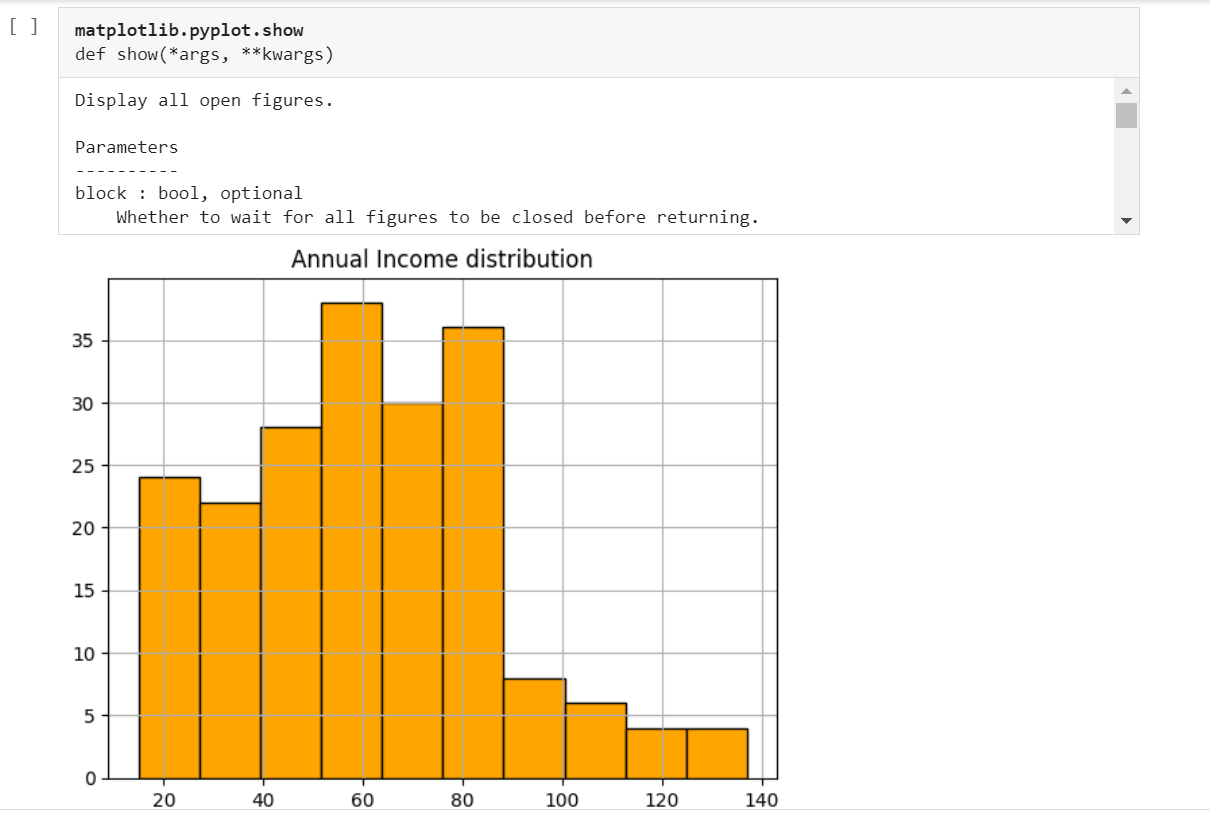 [ ]
matplotlib.pyplot.show
def show(*args, **kwargs)
Display all open figures.
Parameters
----------
block : bool, optional
Whether to wait for all figures to be closed before returning.
Annual Income distribution
35
30
25
20
15
10
5
0
20 40 60 80 100 120 140